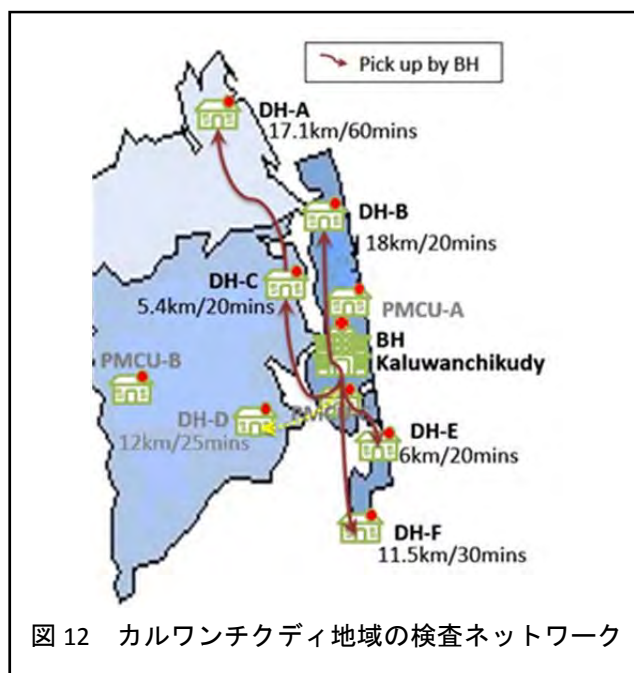 Pick up by BH
DH-A
17.1km/60mins
DH-B
18km/20mins
DH-C
5.4km/20mins
PMCU-A
BH
Kaluwanchikudy
PMCU-B
DH-D
12km/25mins
DH-E
6km/20mins
DH-F
11.5km/30mins
図 12 カルワンチクディ地域の検査ネットワーク